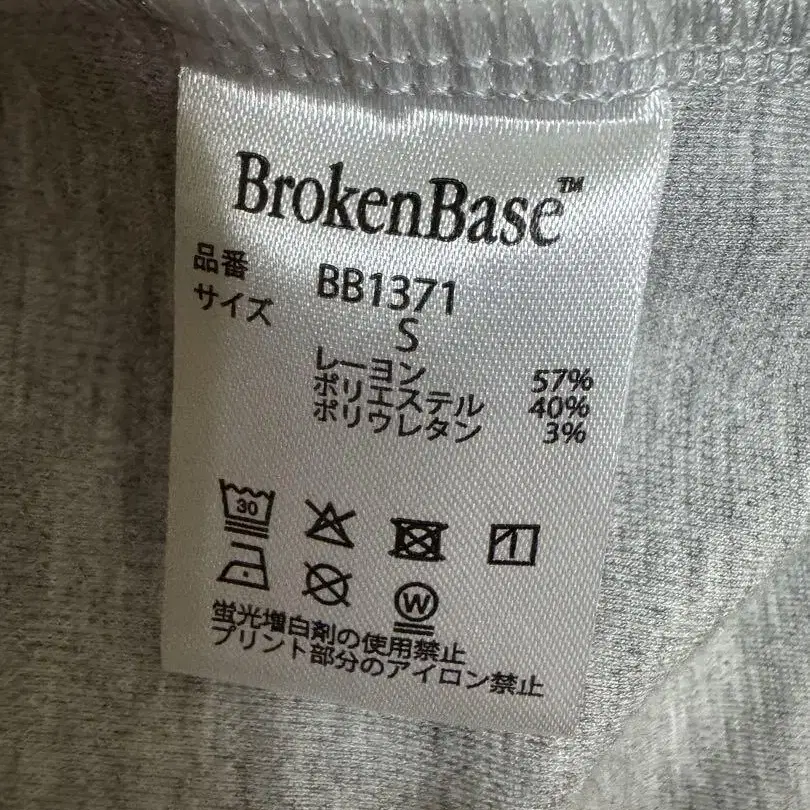 BrokenBase™
品番 BB1371
サイズ S
レーヨン 57%
ポリエステル 40%
ポリウレタン 3%
30
W
蛍光増白剤の使用禁止
プリント部分のアイロン禁止